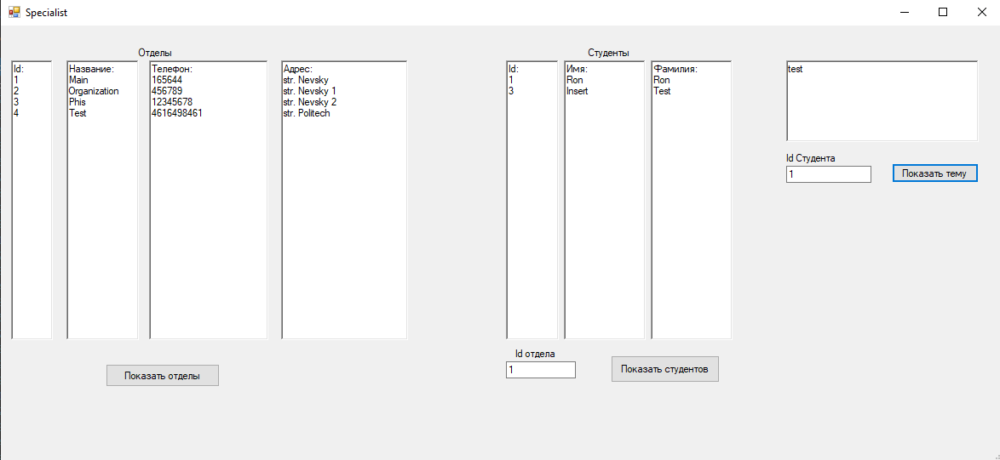 Specialist
Отделы
Id:
1
2
3
4
Название:
Main
Organization
Phis
Test
Телефон:
165644
456789
12345678
4616498461
Адрес:
str. Nevsky
str. Nevsky 1
str. Nevsky 2
str. Politech
Показать отделы
Студенты
Id:
1
3
Имя:
Ron
Insert
Фамилия:
Ron
Test
Id отдела
1
Показать студентов
test
Id Студента
1
Показать тему